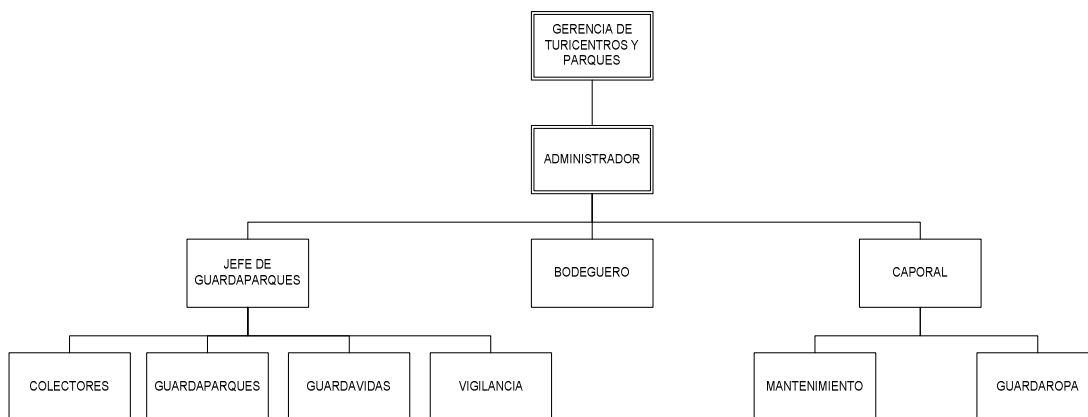 GERENCIA DE
TURICENTROS Y
PARQUES
ADMINISTRADOR
JEFE DE
GUARDAPARQUES
BODEGUERO
CAPORAL
COLECTORES
GUARDAPARQUES
GUARDAVIDAS
VIGILANCIA
MANTENIMIENTO
GUARDAROPA